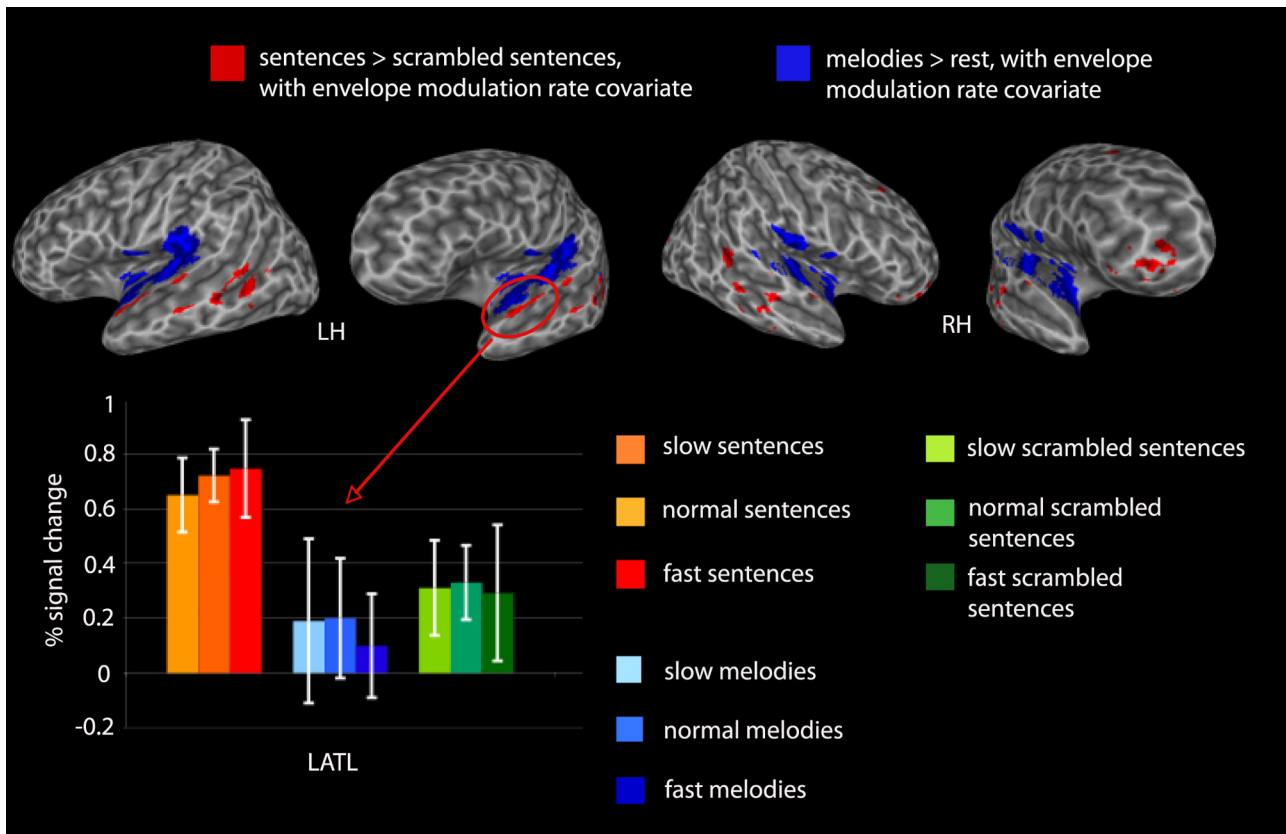 sentences > scrambled sentences,
with envelope modulation rate covariate
melodies > rest, with envelope
modulation rate covariate
LH
RH
1
0.8
0.6
0.4
0.2
0
-0.2
% signal change
LATL
slow sentences
normal sentences
fast sentences
slow melodies
normal melodies
fast melodies
slow scrambled sentences
normal scrambled
sentences
fast scrambled
sentences